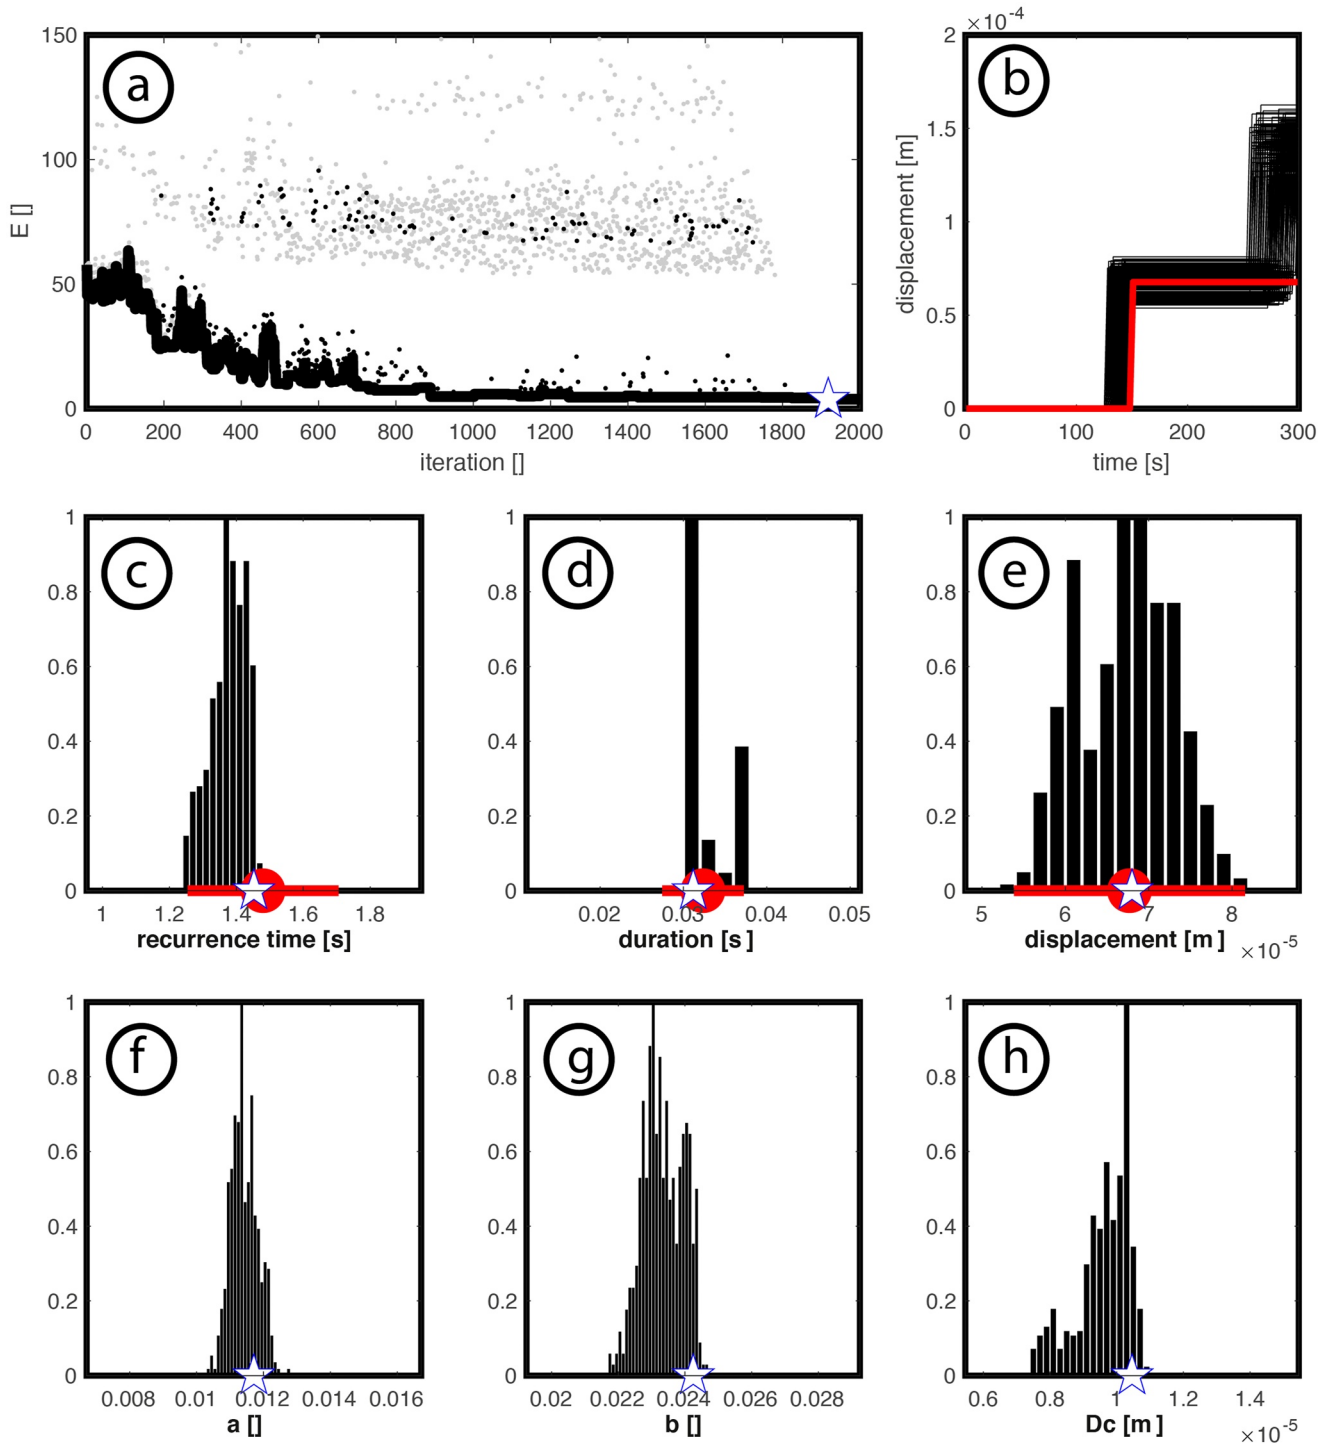 a
150
100
50
0
E []
0 200 400 600 800 1000 1200 1400 1600 1800 2000
iteration []
b
×10⁻⁴
2
1.5
1
0.5
0
displacement [m]
0 100 200 300
time [s]
c
1
0.8
0.6
0.4
0.2
0
1 1.2 1.4 1.6 1.8
recurrence time [s]
d
1
0.8
0.6
0.4
0.2
0
0.02 0.03 0.04 0.05
duration [s]
e
1
0.8
0.6
0.4
0.2
0
5 6 7 8
displacement [m]
×10⁻⁵
f
1
0.8
0.6
0.4
0.2
0
0.008 0.01 0.012 0.014 0.016
a []
g
1
0.8
0.6
0.4
0.2
0
0.02 0.022 0.024 0.026 0.028
b []
h
1
0.8
0.6
0.4
0.2
0
0.6 0.8 1 1.2 1.4
Dc [m]
×10⁻⁵